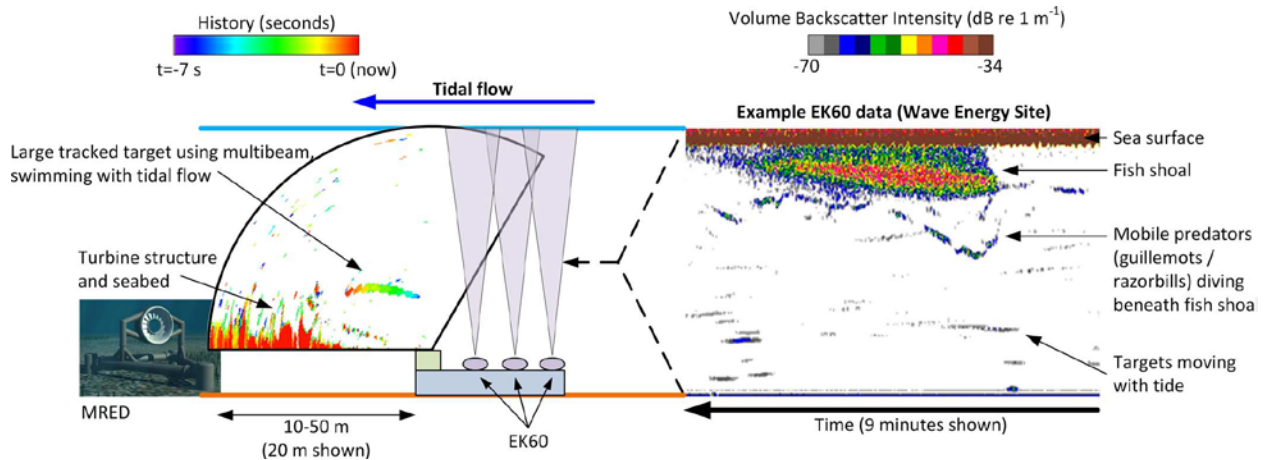 History (seconds)
t=-7 s
t=0 (now)
Volume Backscatter Intensity (dB re 1 m-1)
-70
-34
Tidal flow
Example EK60 data (Wave Energy Site)
Large tracked target using multibeam,
swimming with tidal flow
Turbine structure
and seabed
Sea surface
Fish shoal
Mobile predators
(guillemots /
razorbills) diving
beneath fish shoal
Targets moving
with tide
MRED
10-50 m
(20 m shown)
EK60
Time (9 minutes shown)